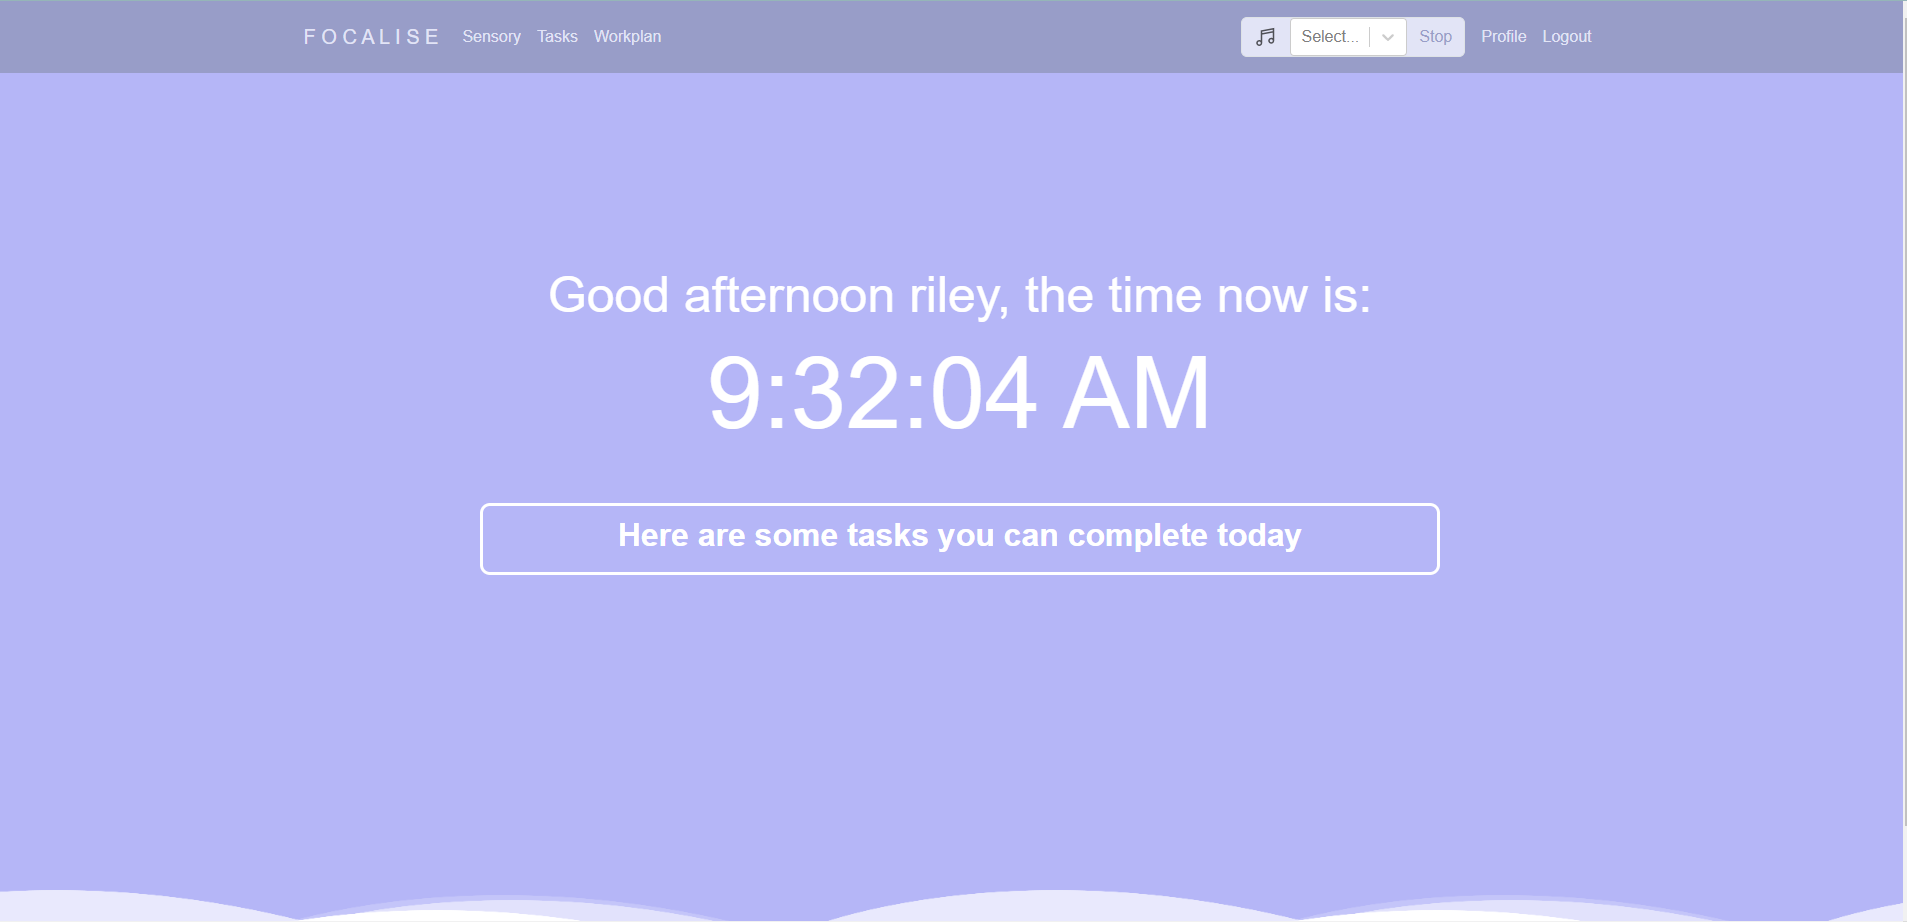 FOCALISE Sensory Tasks Workplan Select... Stop Profile Logout
Good afternoon riley, the time now is:
9:32:04 AM
Here are some tasks you can complete today